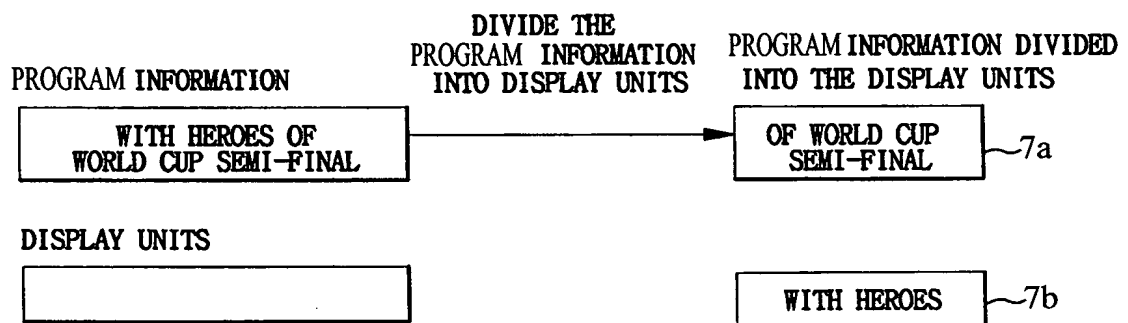 PROGRAM INFORMATION
WITH HEROES OF
WORLD CUP SEMI-FINAL
DIVIDE THE
PROGRAM INFORMATION
INTO DISPLAY UNITS
PROGRAM INFORMATION DIVIDED
INTO THE DISPLAY UNITS
OF WORLD CUP
SEMI-FINAL
7a
DISPLAY UNITS
WITH HEROES
7b